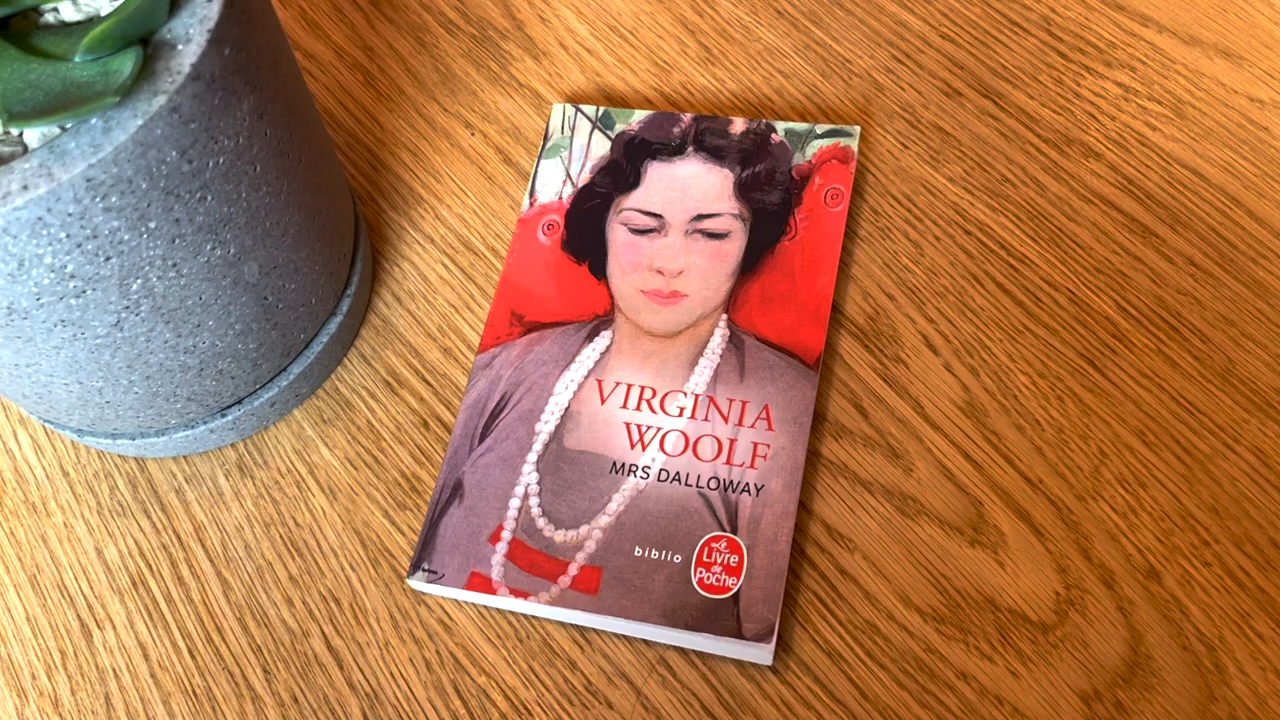 VIRGINIA
WOOLF
MRS DALLOWAY
biblio
Le
Livre
de
Poche